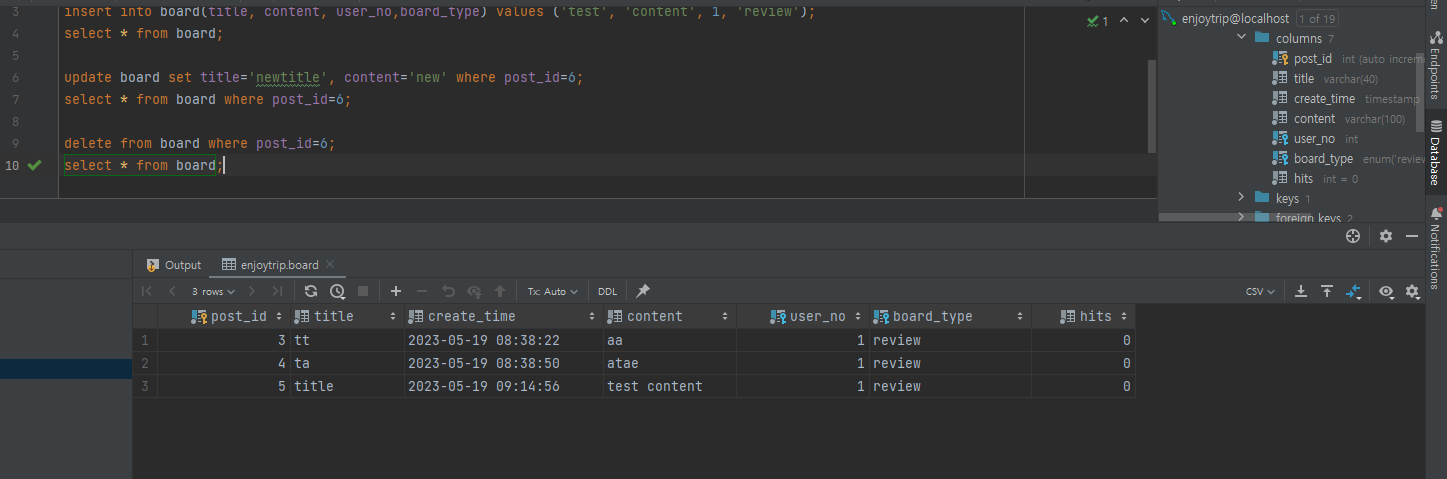 3 insert into board(title, content, user_no,board_type) values ('test', 'content', 1, 'review');
4 select * from board;
5
6 update board set title='newtitle', content='new' where post_id=6;
7 select * from board where post_id=6;
8
9 delete from board where post_id=6;
10 select * from board;
1
enjoytrip@localhost 1 of 19
columns 7
post_id int (auto increme
title varchar(40)
create_time timestamp
content varchar(100)
user_no int
board_type enum('review
hits int = 0
keys 1
foreign keys 2
Endpoints
Database
Notifications
Output enjoytrip.board
3 rows Tx: Auto DDL CSV
post_id title create_time content user_no board_type hits
1 3 tt 2023-05-19 08:38:22 aa 1 review 0
2 4 ta 2023-05-19 08:38:50 atae 1 review 0
3 5 title 2023-05-19 09:14:56 test content 1 review 0